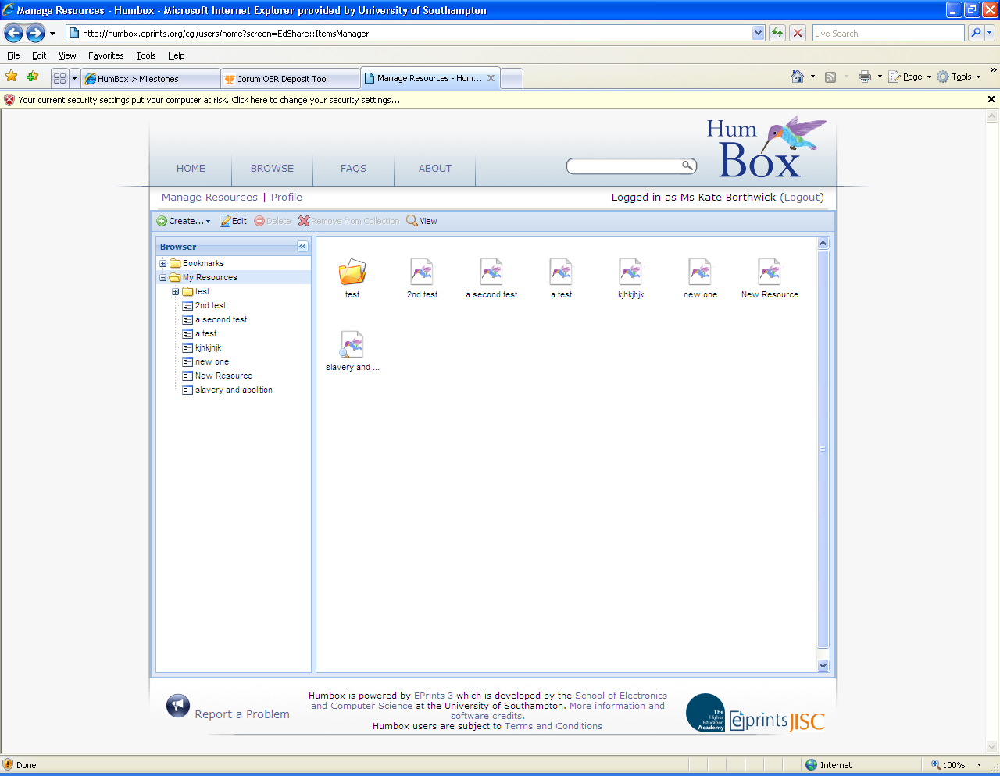 Manage Resources - Humbox - Microsoft Internet Explorer provided by University of Southampton
http://humbox.eprints.org/cgi/users/home?screen=EdShare::ItemsManager
Live Search
File Edit View Favorites Tools Help
HumBox > Milestones
Jorum OER Deposit Tool
Manage Resources - Hum...
Page
Tools
Your current security settings put your computer at risk. Click here to change your security settings...
Hum
Box
HOME
BROWSE
FAQS
ABOUT
Manage Resources | Profile
Logged in as Ms Kate Borthwick (Logout)
Create... Edit Delete Remove from Collection View
Browser
Bookmarks
My Resources
test
2nd test
a second test
a test
kjhkjhjk
new one
New Resource
slavery and abolition
test
2nd test
a second test
a test
kjhkjhjk
new one
New Resource
slavery and ...
Report a Problem
Humbox is powered by EPrints 3 which is developed by the School of Electronics
and Computer Science at the University of Southampton. More information and
software credits.
Humbox users are subject to Terms and Conditions
The
Higher
Education
Academy
eprints
JISC
Done
Internet
100%